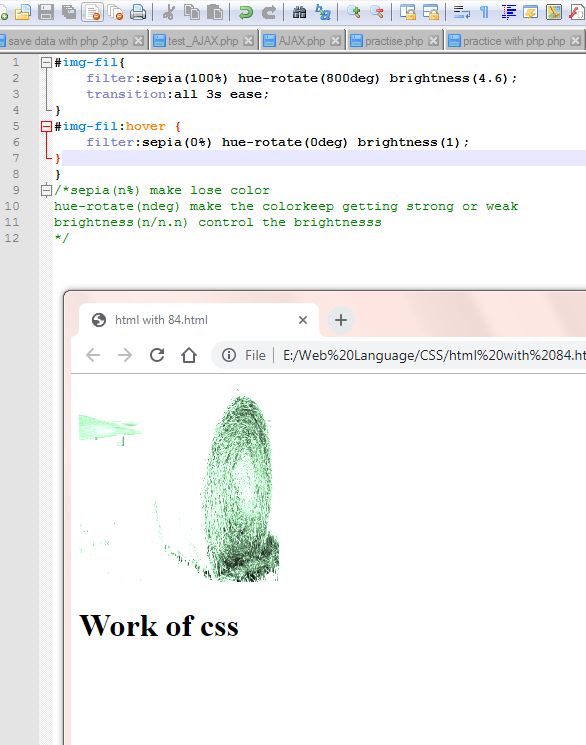 save data with php 2.php test_AJAX.php AJAX.php practise.php practice with php.php
1 #img-fil{
2 filter:sepia(100%) hue-rotate(800deg) brightness(4.6);
3 transition:all 3s ease;
4 }
5 #img-fil:hover {
6 filter:sepia(0%) hue-rotate(0deg) brightness(1);
7 }
8 }
9 /*sepia(n%) make lose color
10 hue-rotate(ndeg) make the colorkeep getting strong or weak
11 brightness(n/n.n) control the brightnesss
12 */
html with 84.html
File | E:/Web%20Language/CSS/html%20with%2084.ht
Work of css